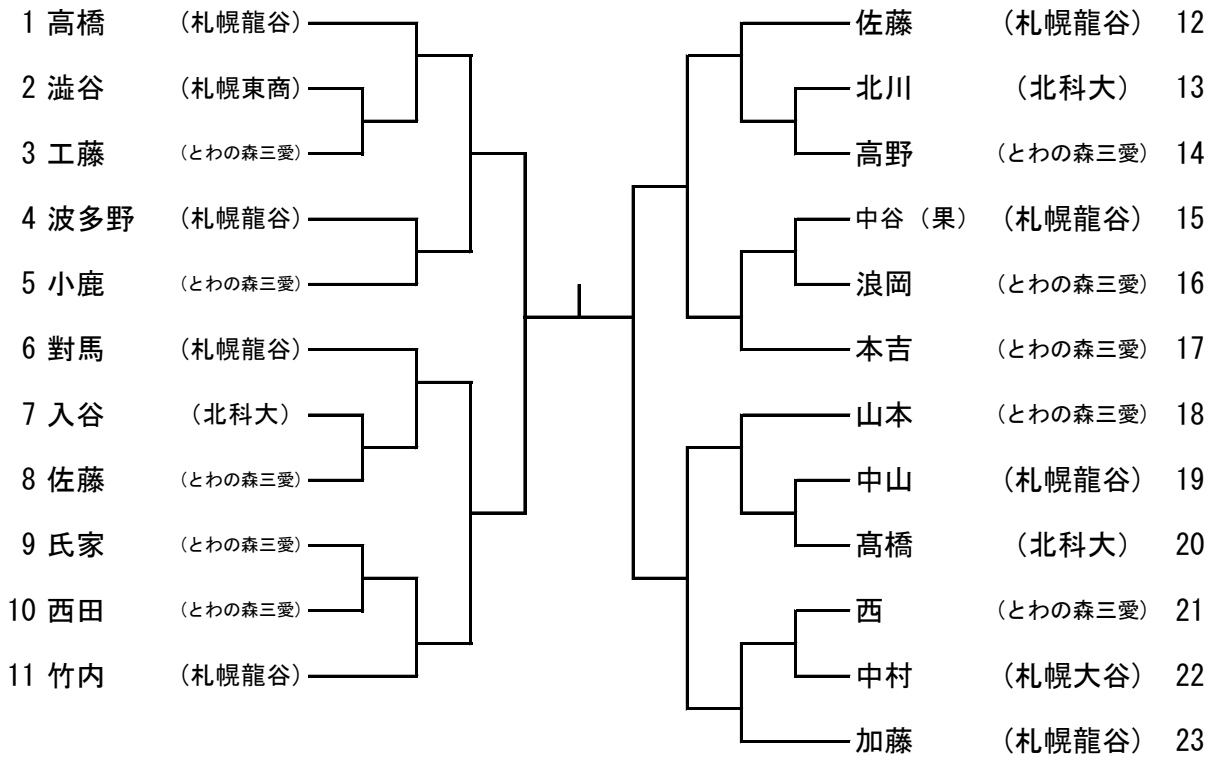 1 高橋 (札幌龍谷) 佐藤 (札幌龍谷) 12
2 澁谷 (札幌東商) 北川 (北科大) 13
3 工藤 (とわの森三愛) 高野 (とわの森三愛) 14
4 波多野 (札幌龍谷) 中谷（果） (札幌龍谷) 15
5 小鹿 (とわの森三愛) 浪岡 (とわの森三愛) 16
6 對馬 (札幌龍谷) 本吉 (とわの森三愛) 17
7 入谷 (北科大) 山本 (とわの森三愛) 18
8 佐藤 (とわの森三愛) 中山 (札幌龍谷) 19
9 氏家 (とわの森三愛) 髙橋 (北科大) 20
10 西田 (とわの森三愛) 西 (とわの森三愛) 21
11 竹内 (札幌龍谷) 中村 (札幌大谷) 22
加藤 (札幌龍谷) 23